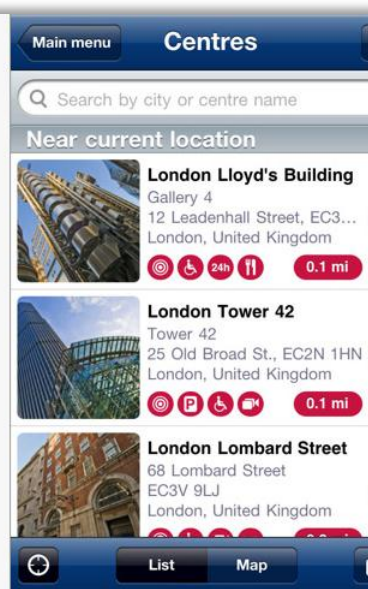 Main menu
Centres
Search by city or centre name
Near current location
London Lloyd's Building
Gallery 4
12 Leadenhall Street, EC3...
London, United Kingdom
24h
0.1 mi
London Tower 42
Tower 42
25 Old Broad St., EC2N 1HN
London, United Kingdom
P
0.1 mi
London Lombard Street
68 Lombard Street
EC3V 9LJ
London, United Kingdom
List
Map